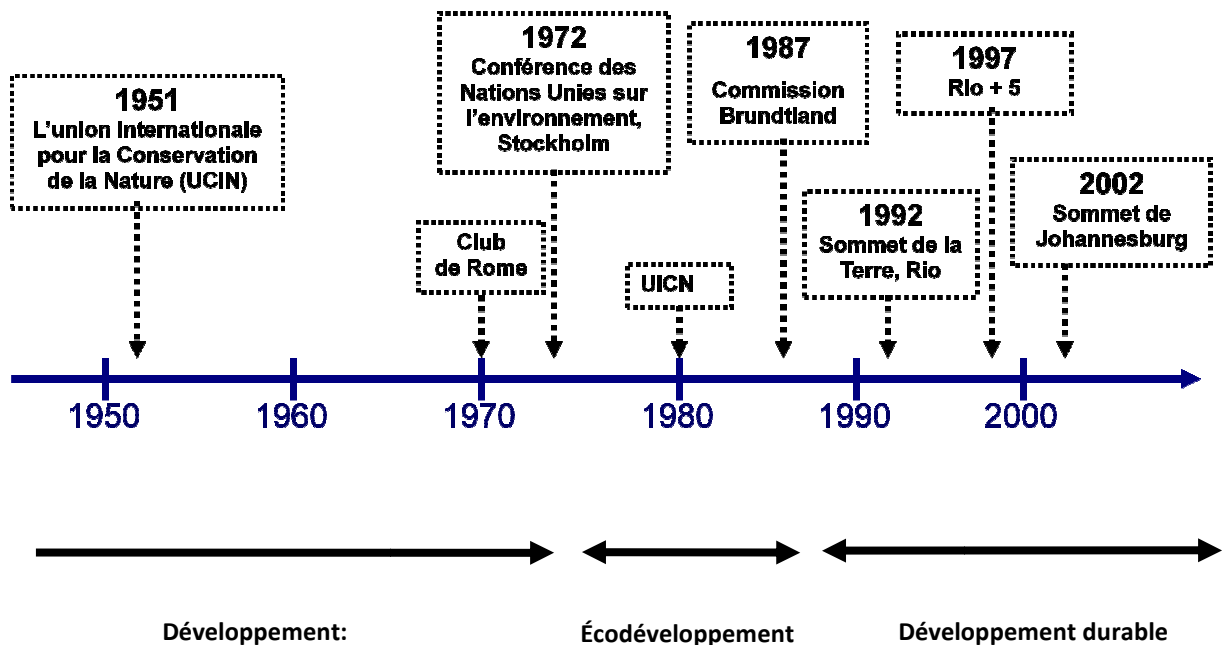 1951
L'union Internationale
pour la Conservation
de la Nature (UCIN)
Club
de Rome
1972
Conférence des
Nations Unies sur
l'environnement,
Stockholm
UICN
1987
Commission
Brundtland
1992
Sommet de la
Terre, Rio
1997
Rio + 5
2002
Sommet de
Johannesburg
1950
1960
1970
1980
1990
2000
Développement:
Écodéveloppement
Développement durable